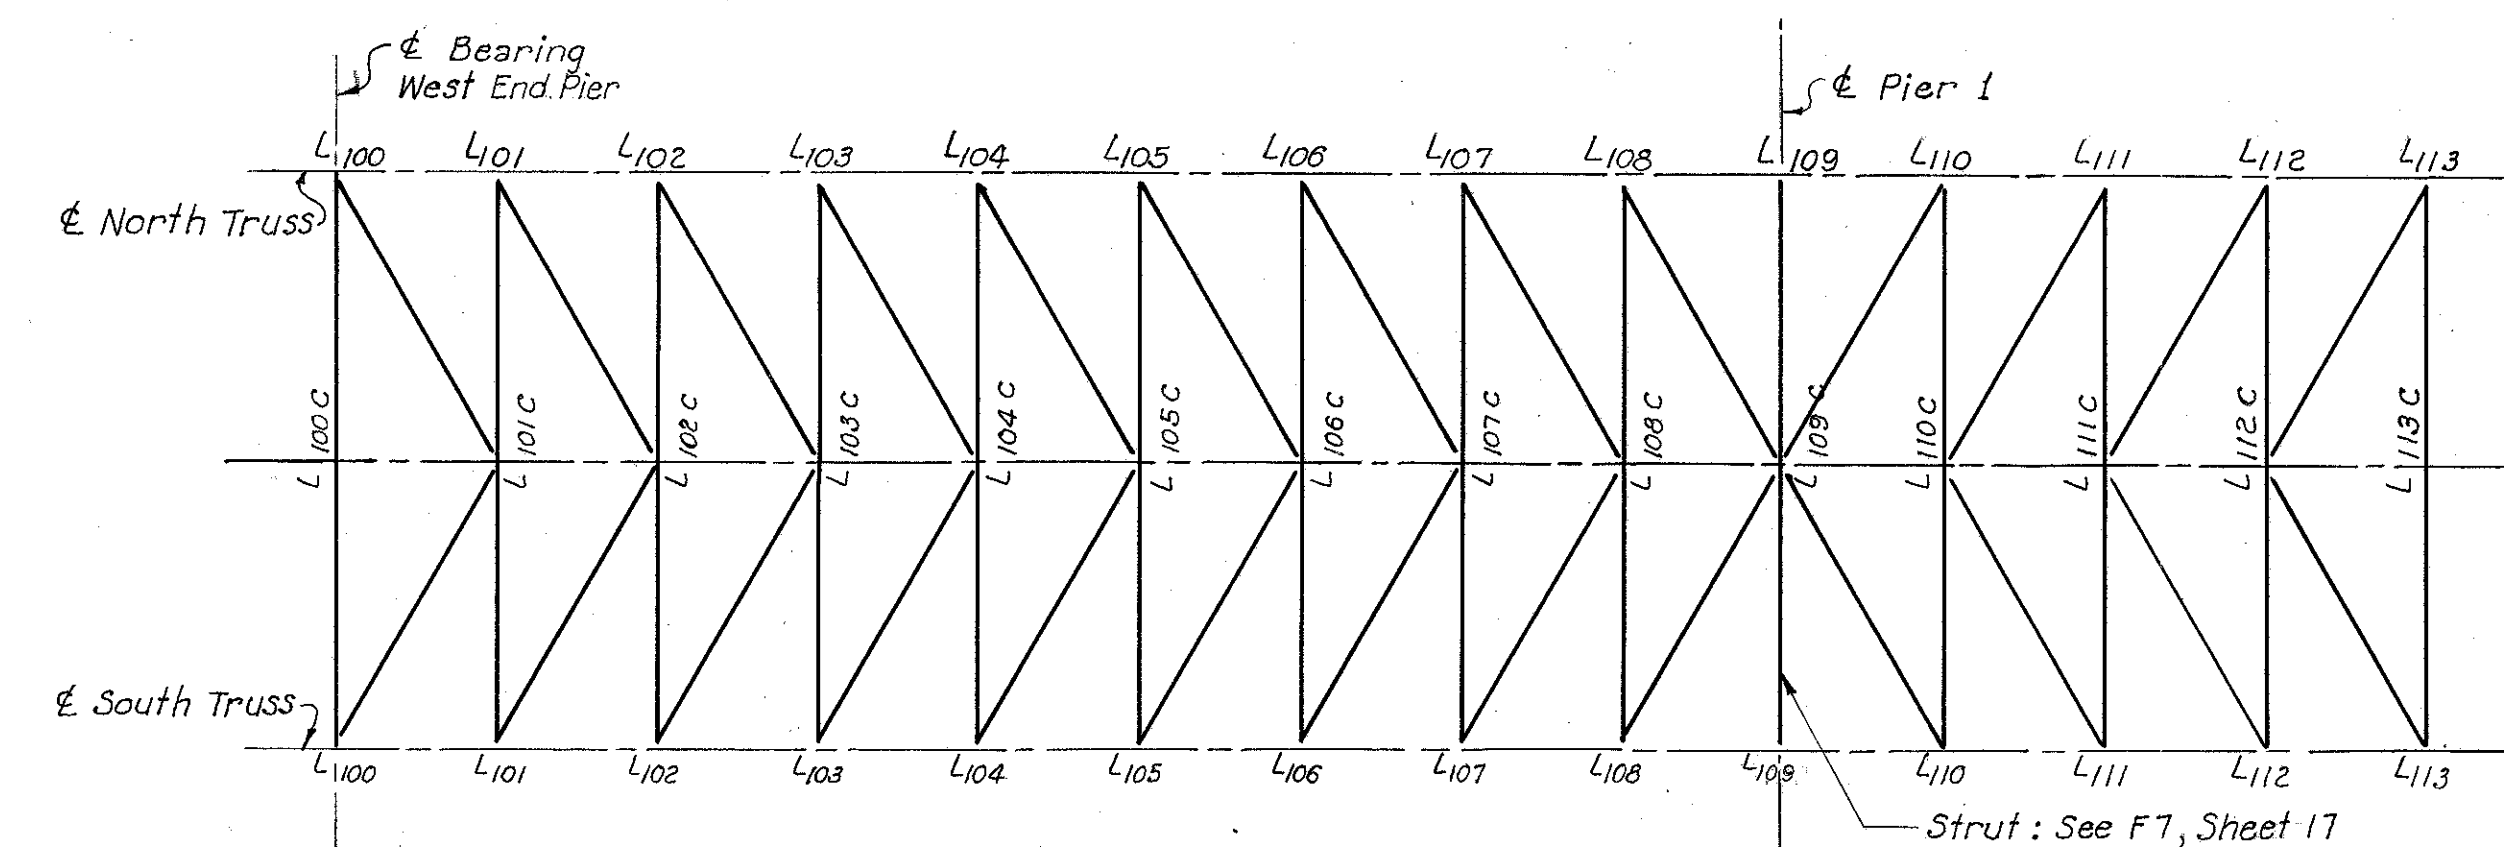 ℄ Bearing
West End Pier
℄ Pier 1
L100 L101 L102 L103 L104 L105 L106 L107 L108 L109 L110 L111 L112 L113
℄ North Truss
L100C L101C L102C L103C L104C L105C L106C L107C L108C L109C L110C L111C L112C L113C
℄ South Truss
L100 L101 L102 L103 L104 L105 L106 L107 L108 L109 L110 L111 L112 L113
Strut: See F7, Sheet 17